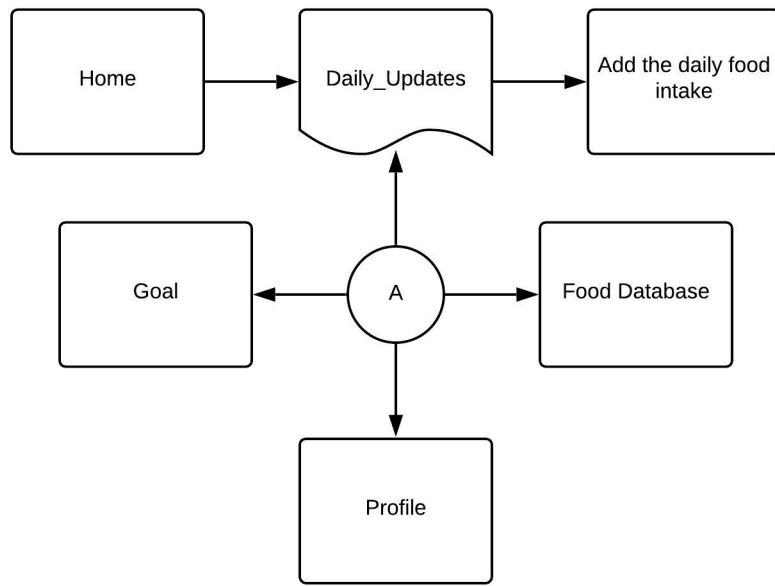 Home
Daily_Updates
Add the daily food
intake
Goal
A
Food Database
Profile